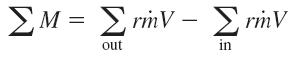 ∑ M = ∑ rṁV − ∑ rṁV
out in